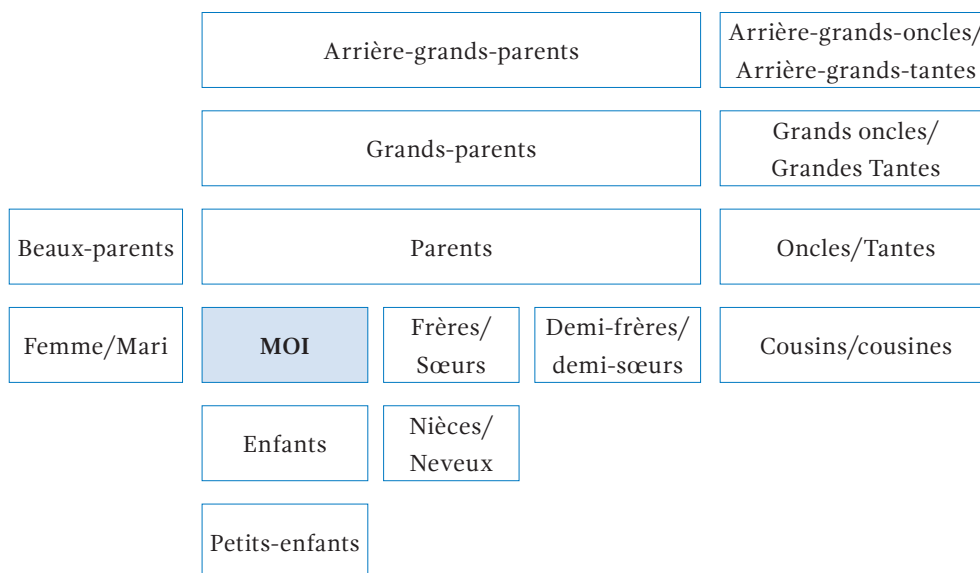 Arrière-grands-parents
Arrière-grands-oncles/
Arrière-grands-tantes
Grands-parents
Grands oncles/
Grandes Tantes
Beaux-parents
Parents
Oncles/Tantes
Femme/Mari
MOI
Frères/
Sœurs
Demi-frères/
demi-sœurs
Cousins/cousines
Enfants
Nièces/
Neveux
Petits-enfants